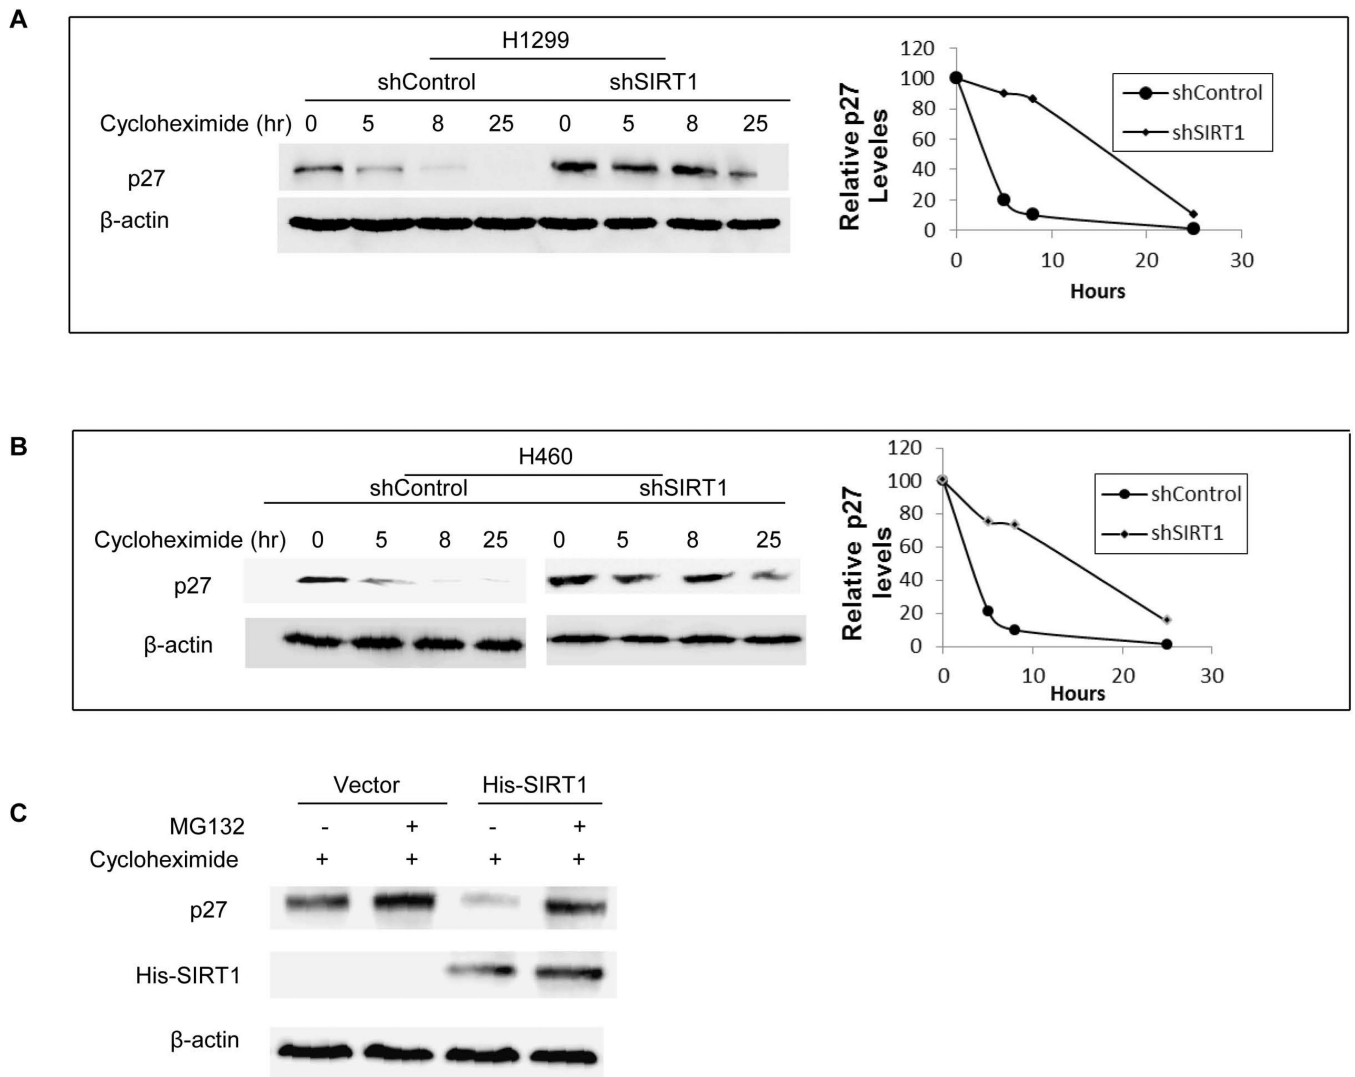 A
H1299
shControl shSIRT1
Cycloheximide (hr) 0 5 8 25 0 5 8 25
p27
β-actin
120
100
80
60
40
20
0
Relative p27
Leveles
0 10 20 30
Hours
shControl
shSIRT1
B
H460
shControl shSIRT1
Cycloheximide (hr) 0 5 8 25 0 5 8 25
p27
β-actin
120
100
80
60
40
20
0
Relative p27
levels
0 10 20 30
Hours
shControl
shSIRT1
C
Vector His-SIRT1
MG132 - + - +
Cycloheximide + + + +
p27
His-SIRT1
β-actin